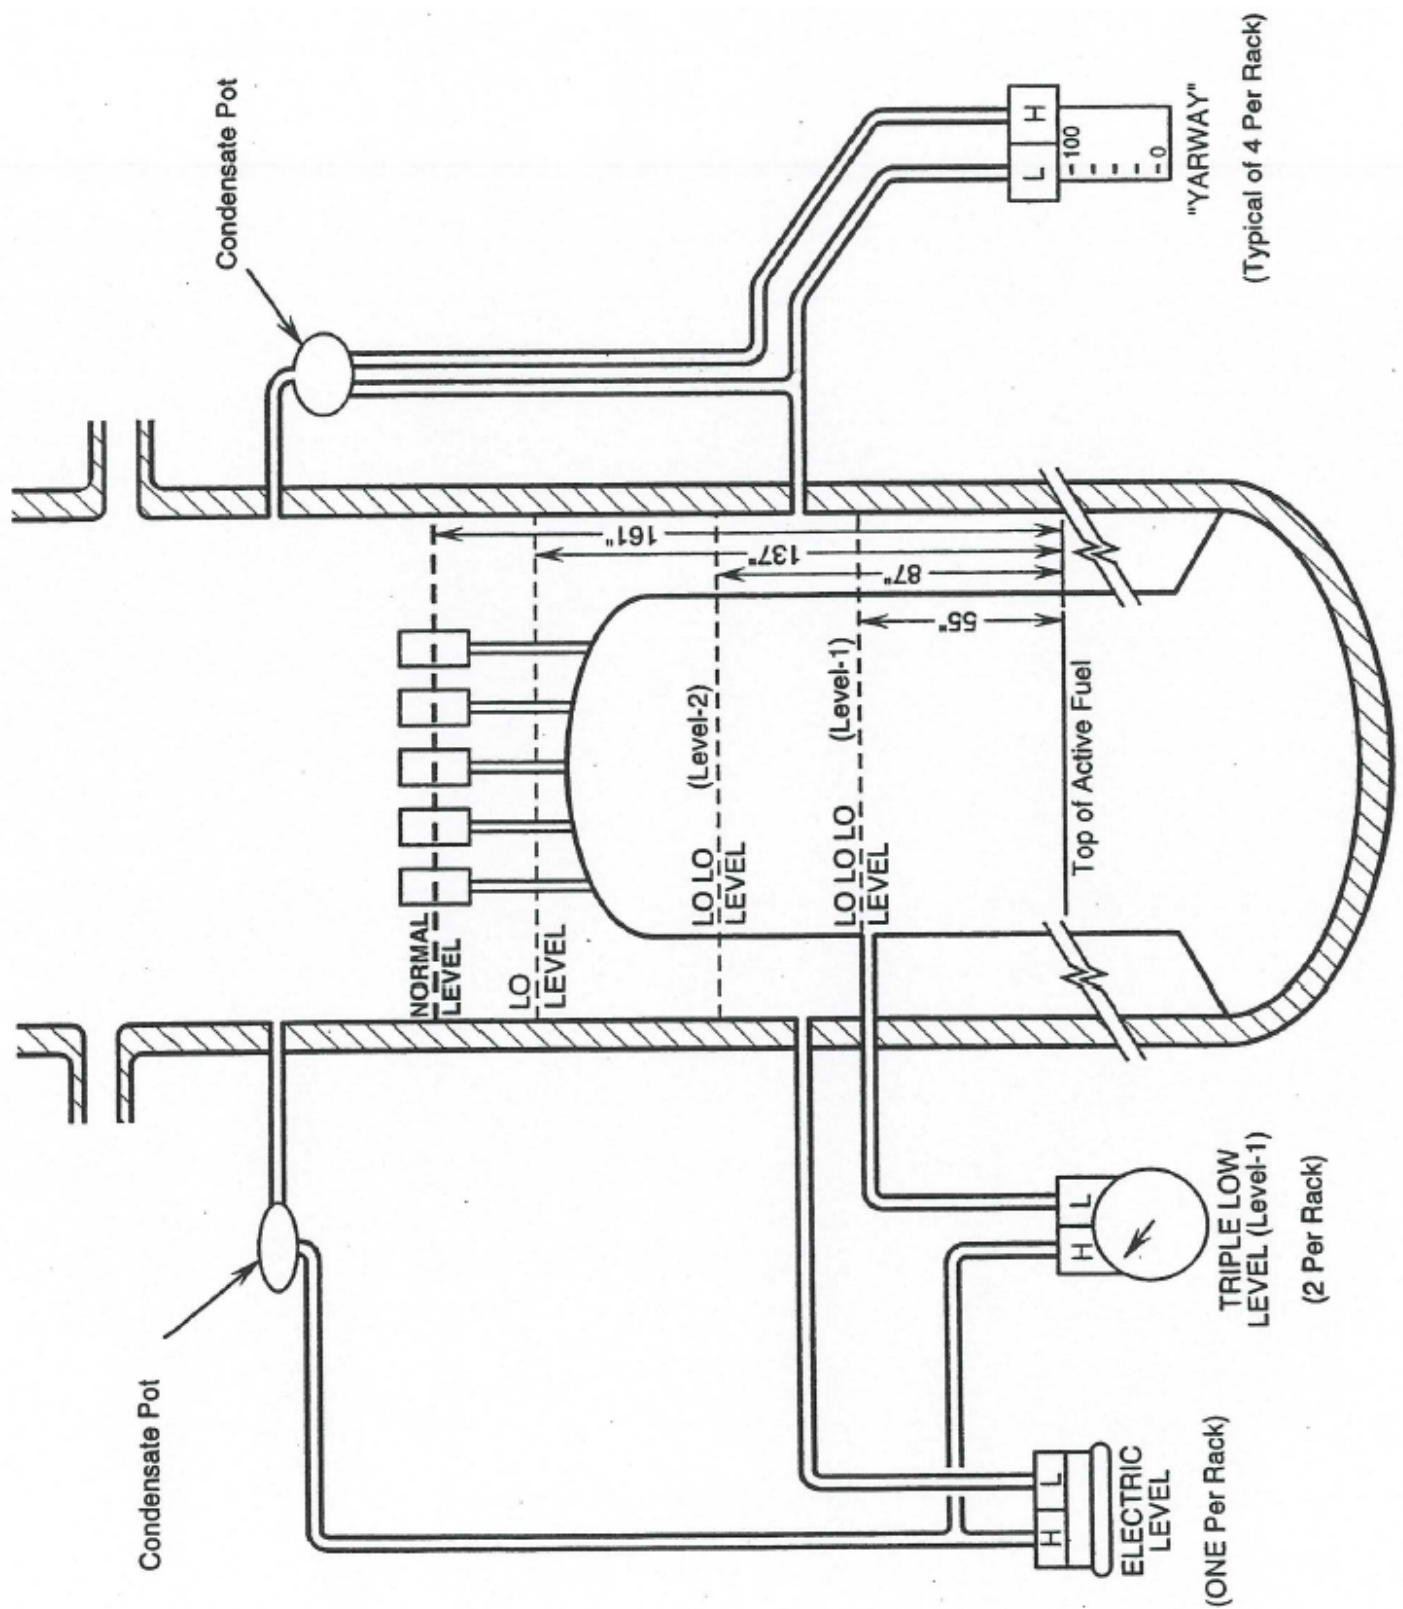 Condensate Pot
Condensate Pot
NORMAL
LEVEL
LO
LEVEL
LO LO
LEVEL
(Level-2)
LO LO LO
LEVEL
(Level-1)
Top of Active Fuel
161"
137"
87"
55"
H
L
ELECTRIC
LEVEL
(ONE Per Rack)
H
L
TRIPLE LOW
LEVEL (Level-1)
(2 Per Rack)
L
H
100
0
"YARWAY"
(Typical of 4 Per Rack)